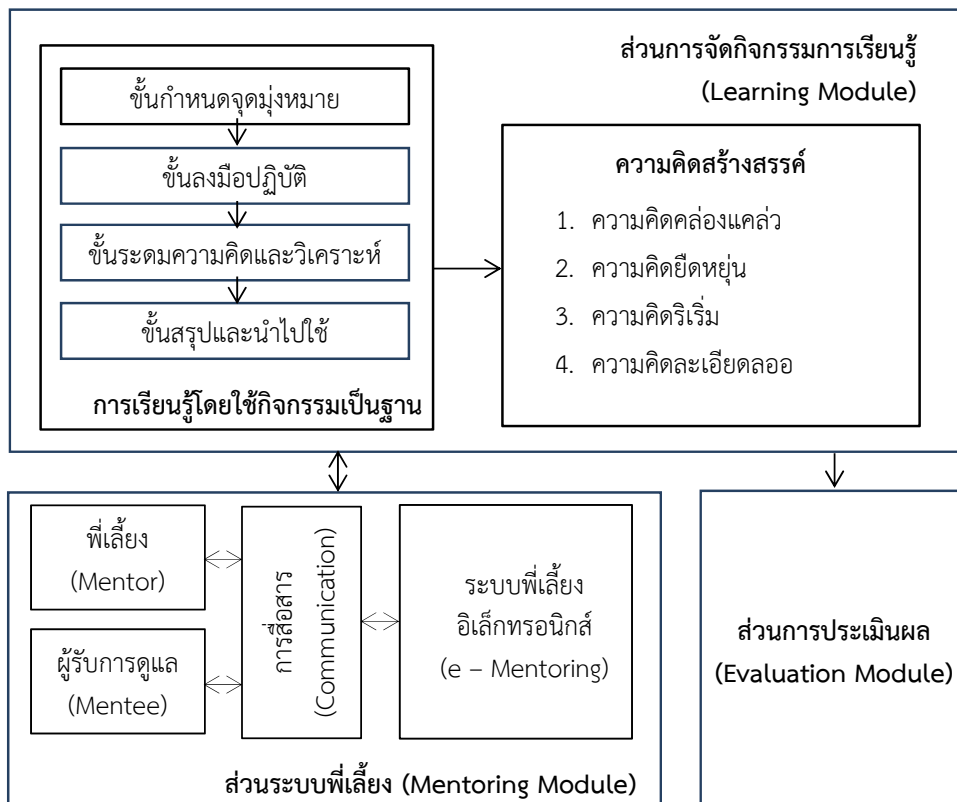 ส่วนการจัดกิจกรรมการเรียนรู้
(Learning Module)
ขั้นกำหนดจุดมุ่งหมาย
ขั้นลงมือปฏิบัติ
ขั้นระดมความคิดและวิเคราะห์
ขั้นสรุปและนำไปใช้
การเรียนรู้โดยใช้กิจกรรมเป็นฐาน
ความคิดสร้างสรรค์
1. ความคิดคล่องแคล่ว
2. ความคิดยืดหยุ่น
3. ความคิดริเริ่ม
4. ความคิดละเอียดลออ
พี่เลี้ยง
(Mentor)
ผู้รับการดูแล
(Mentee)
การสื่อสาร
(Communication)
ระบบพี่เลี้ยง
อิเล็กทรอนิกส์
(e – Mentoring)
ส่วนระบบพี่เลี้ยง (Mentoring Module)
ส่วนการประเมินผล
(Evaluation Module)